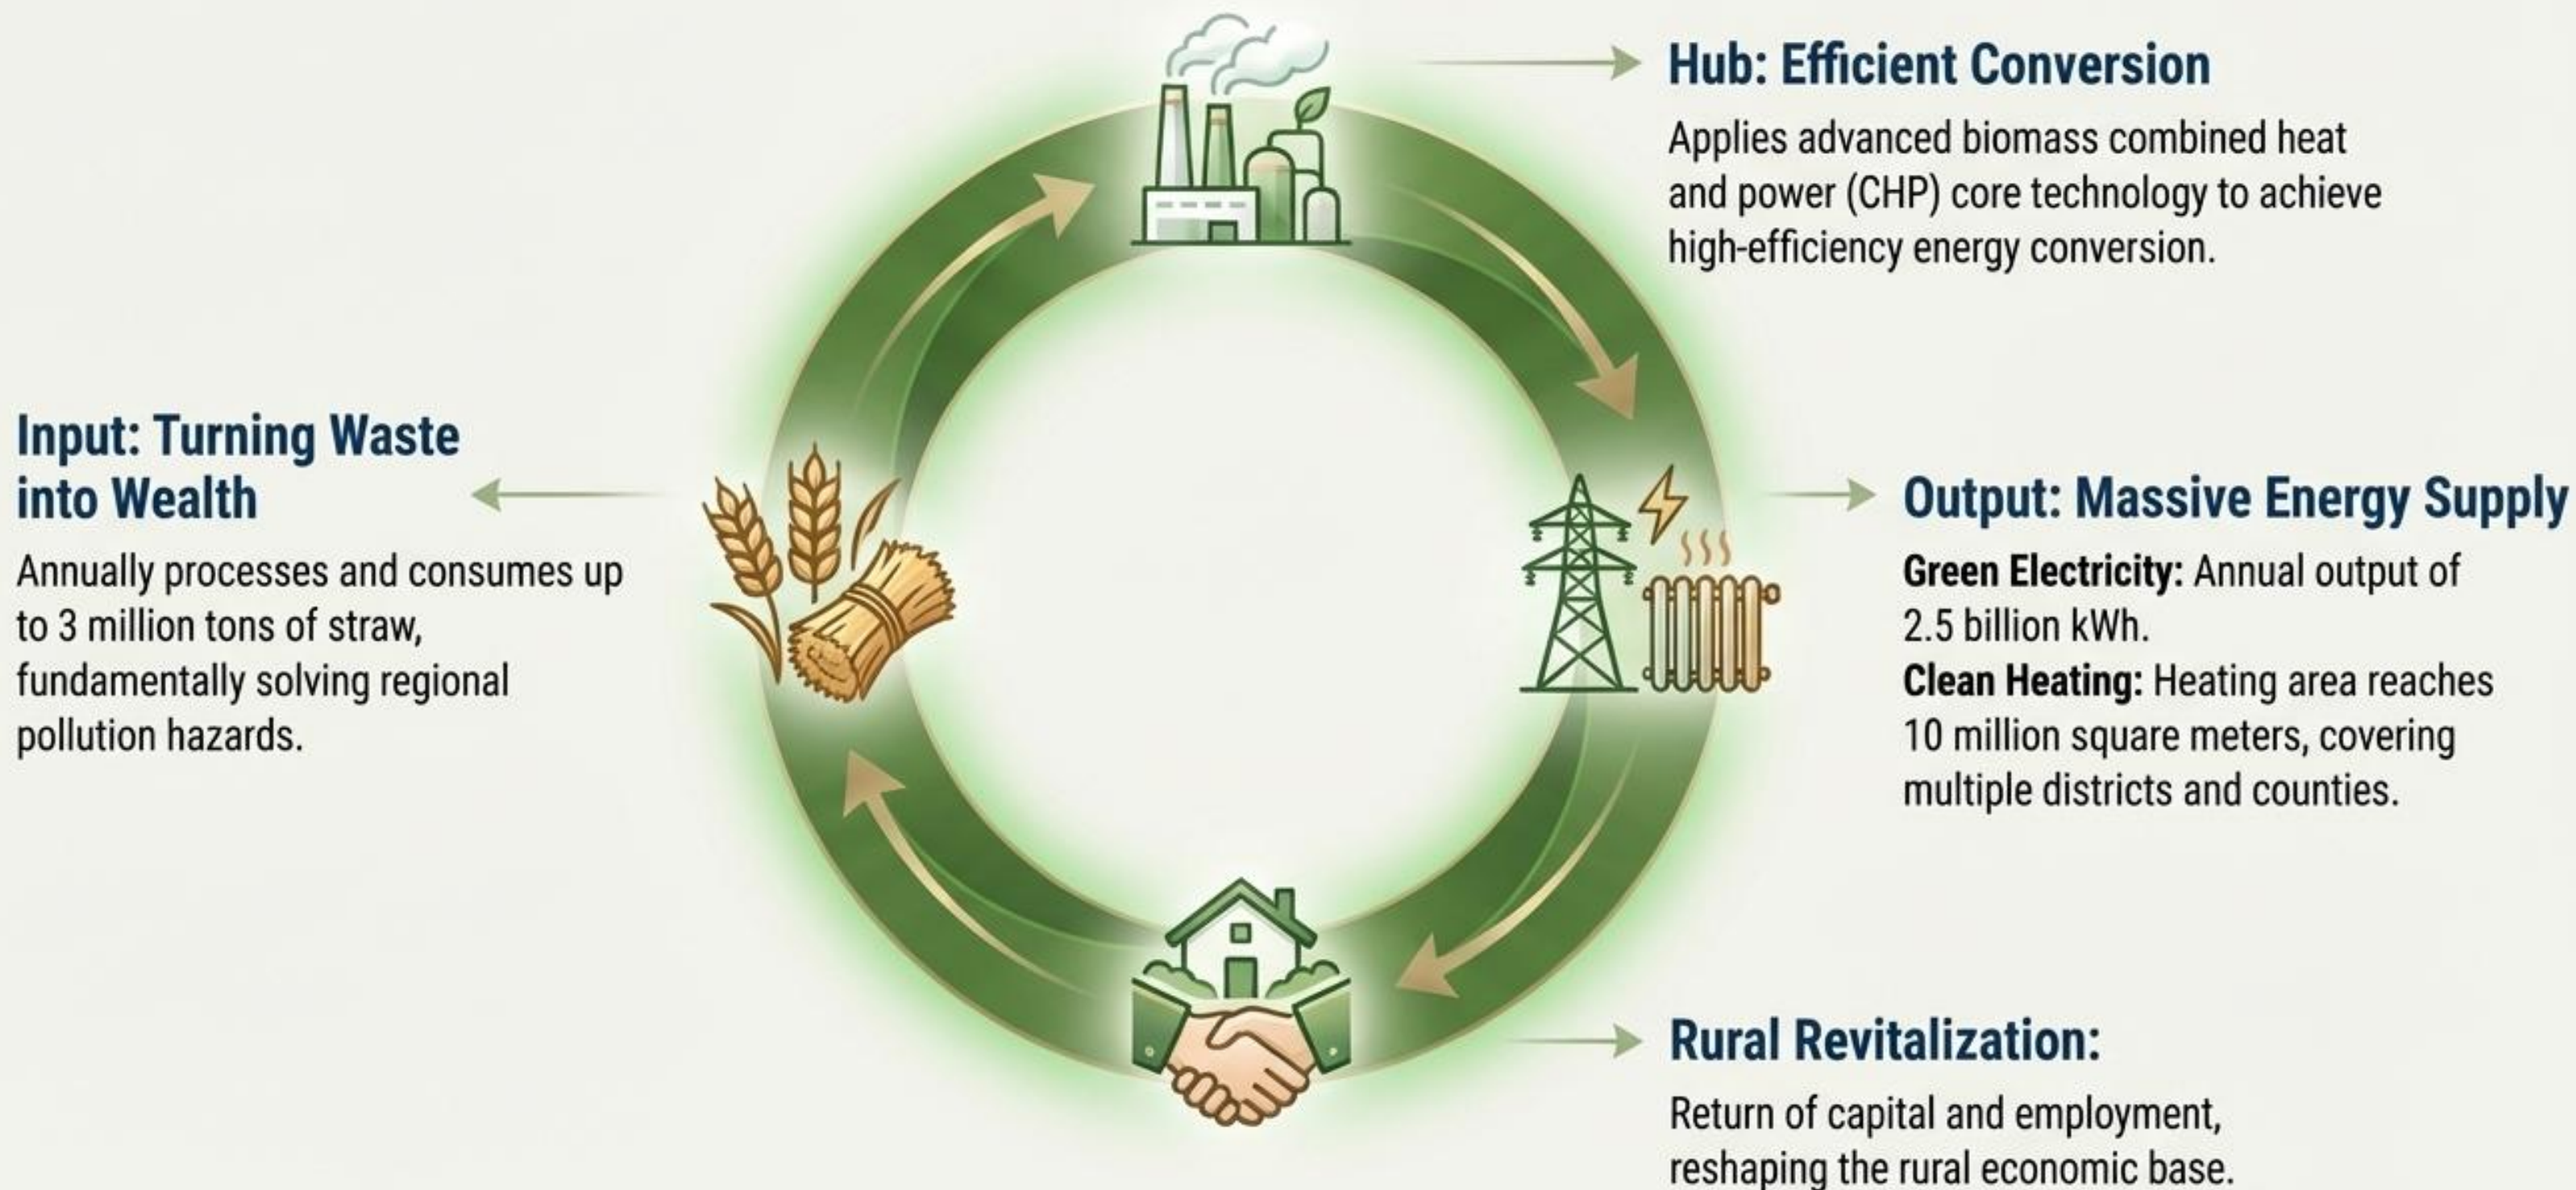 Hub: Efficient Conversion
Applies advanced biomass combined heat
and power (CHP) core technology to achieve
high-efficiency energy conversion.
Input: Turning Waste
into Wealth
Annually processes and consumes up
to 3 million tons of straw,
fundamentally solving regional
pollution hazards.
Output: Massive Energy Supply
Green Electricity: Annual output of
2.5 billion kWh.
Clean Heating: Heating area reaches
10 million square meters, covering
multiple districts and counties.
Rural Revitalization:
Return of capital and employment,
reshaping the rural economic base.